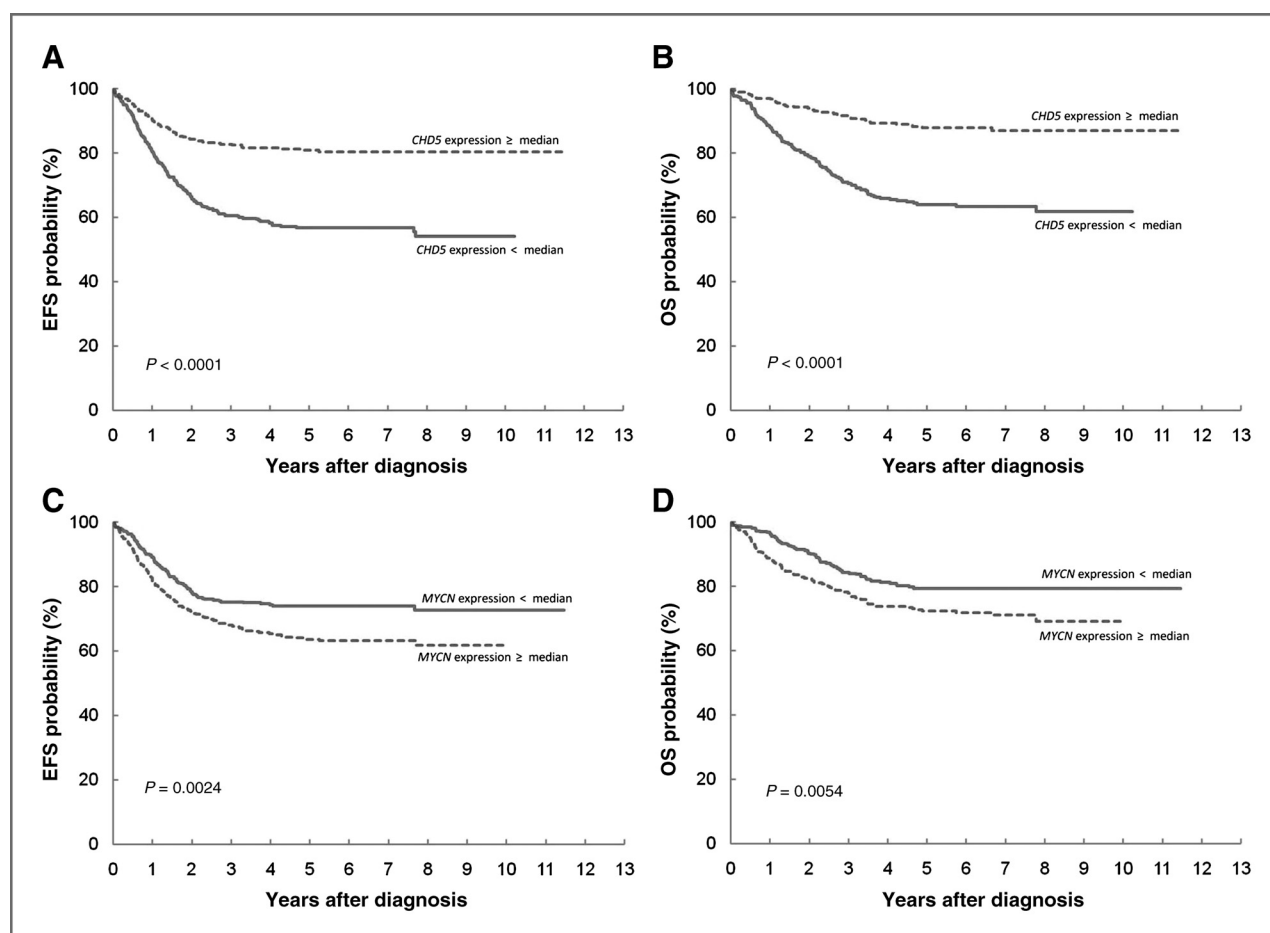 A
100
80
60
40
20
0
EFS probability (%)
CHD5 expression ≥ median
CHD5 expression < median
P < 0.0001
0 1 2 3 4 5 6 7 8 9 10 11 12 13
Years after diagnosis
B
100
80
60
40
20
0
OS probability (%)
CHD5 expression ≥ median
CHD5 expression < median
P < 0.0001
0 1 2 3 4 5 6 7 8 9 10 11 12 13
Years after diagnosis
C
100
80
60
40
20
0
EFS probability (%)
MYCN expression < median
MYCN expression ≥ median
P = 0.0024
0 1 2 3 4 5 6 7 8 9 10 11 12 13
Years after diagnosis
D
100
80
60
40
20
0
OS probability (%)
MYCN expression < median
MYCN expression ≥ median
P = 0.0054
0 1 2 3 4 5 6 7 8 9 10 11 12 13
Years after diagnosis